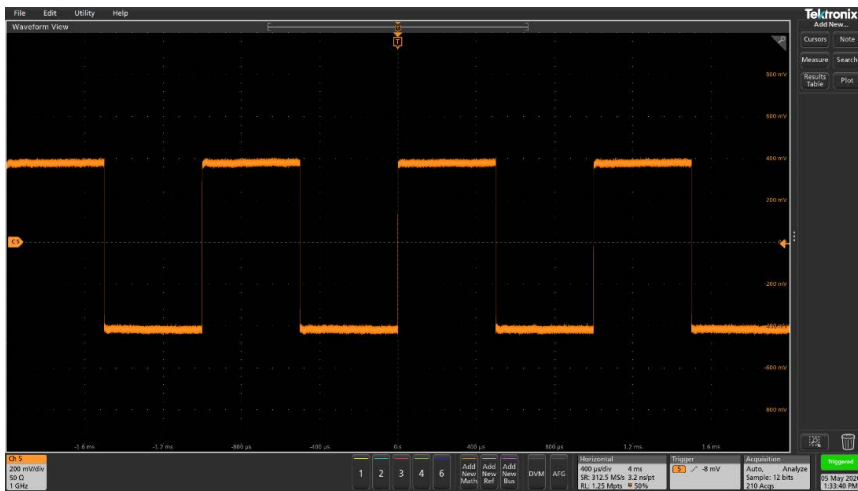 File Edit Utility Help
Tektronix
Waveform View
Add New...
T
Cursors Note
Measure Search
Results
Table
Plot
800 mV
600 mV
400 mV
200 mV
C5
-200 mV
-400 mV
-600 mV
-800 mV
-1.6 ms -1.2 ms -800 µs -400 µs 0 s 400 µs 800 µs 1.2 ms 1.6 ms
Ch 5
200 mV/div
50 Ω
1 GHz
1 2 3 4 6
Add
New
Math
Add
New
Ref
Add
New
Bus
DVM AFG
Horizontal
400 µs/div 4 ms
SR: 312.5 MS/s 3.2 ns/pt
RL: 1.25 Mpts 50%
Trigger
5 -8 mV
Acquisition
Auto, Analyze
Sample: 12 bits
210 Acqs
Triggered
05 May
1:33:40 PM